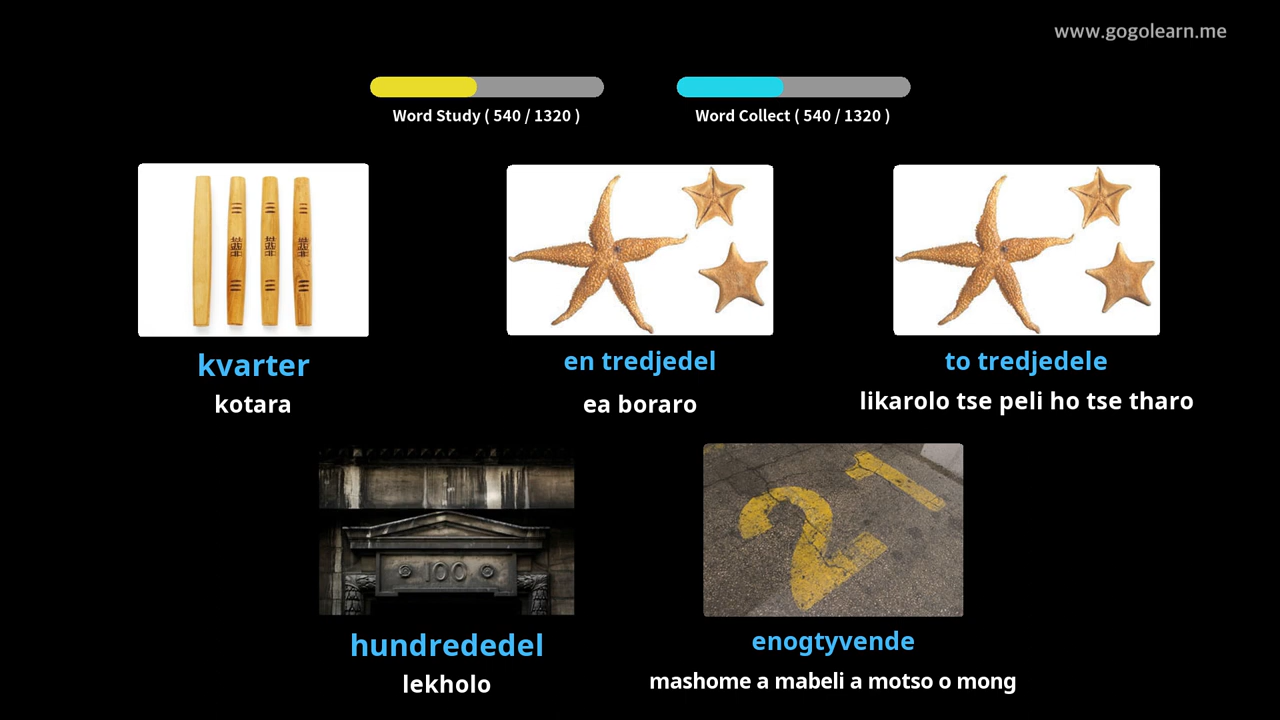 www.gogolearn.me
Word Study ( 540 / 1320 )
Word Collect ( 540 / 1320 )
kvarter
kotara
en tredjedel
ea boraro
to tredjedele
likarolo tse peli ho tse tharo
100
hundrededel
lekholo
21
enogtyvende
mashome a mabeli a motso o mong